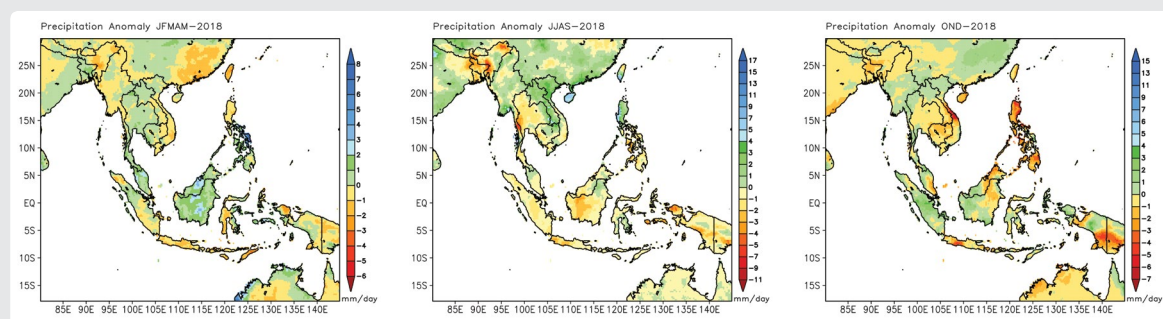 Precipitation Anomaly JFMAM−2018
25N
20N
15N
10N
5N
EQ
5S
10S
15S
85E 90E 95E 100E 105E 110E 115E 120E 125E 130E 135E 140E
8
7
6
5
4
3
2
1
0
−1
−2
−3
−4
−5
−6
mm/day
Precipitation Anomaly JJAS−2018
25N
20N
15N
10N
5N
EQ
5S
10S
15S
85E 90E 95E 100E 105E 110E 115E 120E 125E 130E 135E 140E
17
15
13
11
9
7
5
4
3
2
1
0
−1
−2
−3
−4
−5
−7
−9
−11
mm/day
Precipitation Anomaly OND−2018
25N
20N
15N
10N
5N
EQ
5S
10S
15S
85E 90E 95E 100E 105E 110E 115E 120E 125E 130E 135E 140E
15
13
11
9
7
5
4
3
2
1
0
−1
−2
−3
−4
−5
−6
−7
mm/day